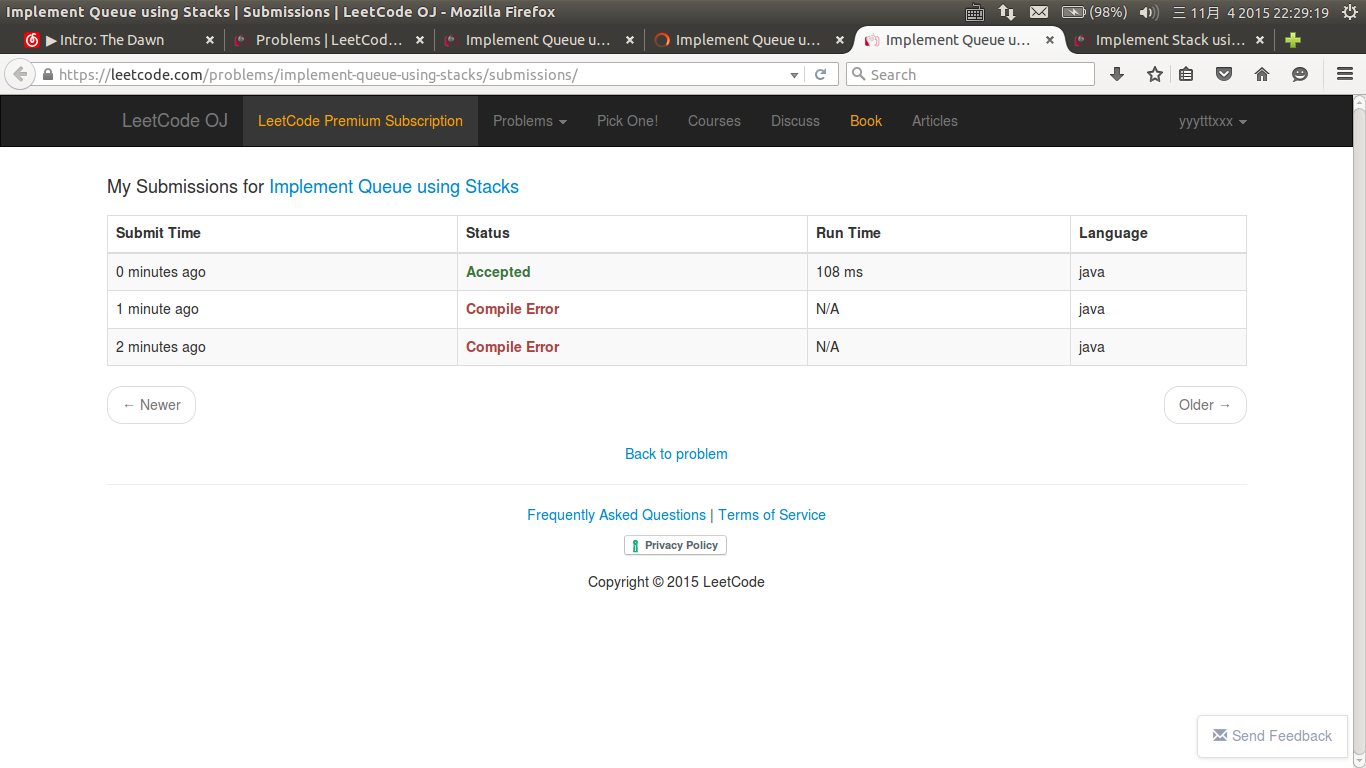 Implement Queue using Stacks | Submissions | LeetCode OJ - Mozilla Firefox (98%) 三 11月 4 2015 22:29:19
▶ Intro: The Dawn × Problems | LeetCod... × Implement Queue u... × Implement Queue u... × Implement Queue u... × Implement Stack usi... ×
https://leetcode.com/problems/implement-queue-using-stacks/submissions/ Search
LeetCode OJ LeetCode Premium Subscription Problems Pick One! Courses Discuss Book Articles yyytttxxx
My Submissions for Implement Queue using Stacks
Submit Time Status Run Time Language
0 minutes ago Accepted 108 ms java
1 minute ago Compile Error N/A java
2 minutes ago Compile Error N/A java
← Newer Older →
Back to problem
Frequently Asked Questions | Terms of Service
Privacy Policy
Copyright © 2015 LeetCode
Send Feedback